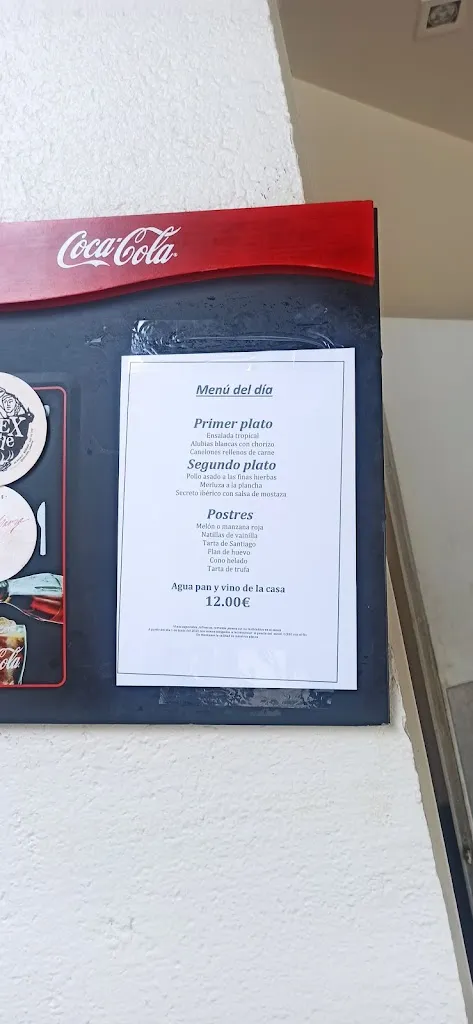 Coca-Cola
Menú del día
Primer plato
Ensalada tropical
Alubias blancas con chorizo
Canelones rellenos de carne
Segundo plato
Pollo asado a las finas hierbas
Merluza a la plancha
Secreto ibérico con salsa de mostaza
Postres
Melón o manzana roja
Natillas de vainilla
Tarta de Santiago
Flan de huevo
Cono helado
Tarta de trufa
Agua pan y vino de la casa
12.00€
EX
Cola